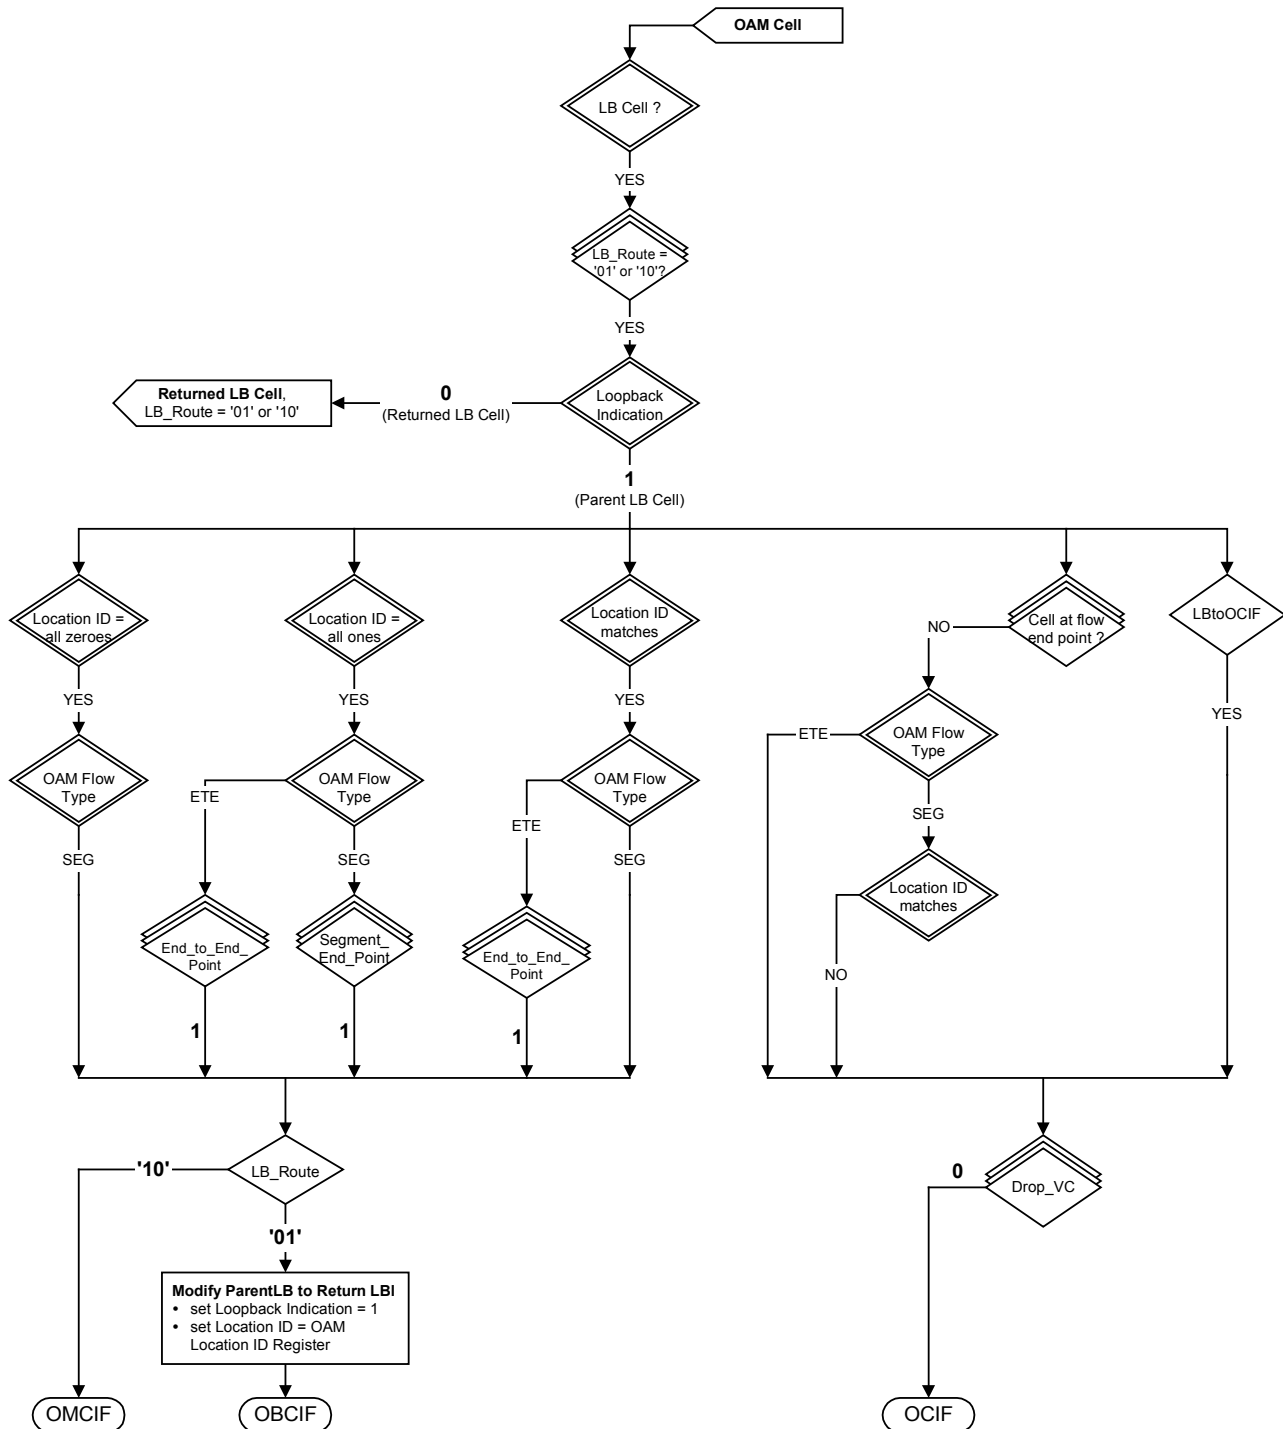 OAM Cell
LB Cell ?
YES
LB_Route =
'01' or '10'?
YES
Returned LB Cell,
LB_Route = '01' or '10'
0
(Returned LB Cell)
Loopback
Indication
1
(Parent LB Cell)
Location ID =
all zeroes
Location ID =
all ones
Location ID
matches
Cell at flow
end point ?
LBtoOCIF
NO
YES
YES
YES
YES
OAM Flow
Type
OAM Flow
Type
OAM Flow
Type
OAM Flow
Type
ETE
ETE
ETE
SEG
SEG
SEG
SEG
Location ID
matches
End_to_End_
Point
Segment_
End_Point
End_to_End_
Point
NO
1
1
1
LB_Route
'10'
'01'
Drop_VC
0
Modify ParentLB to Return LBl
• set Loopback Indication = 1
• set Location ID = OAM
Location ID Register
OMCIF
OBCIF
OCIF